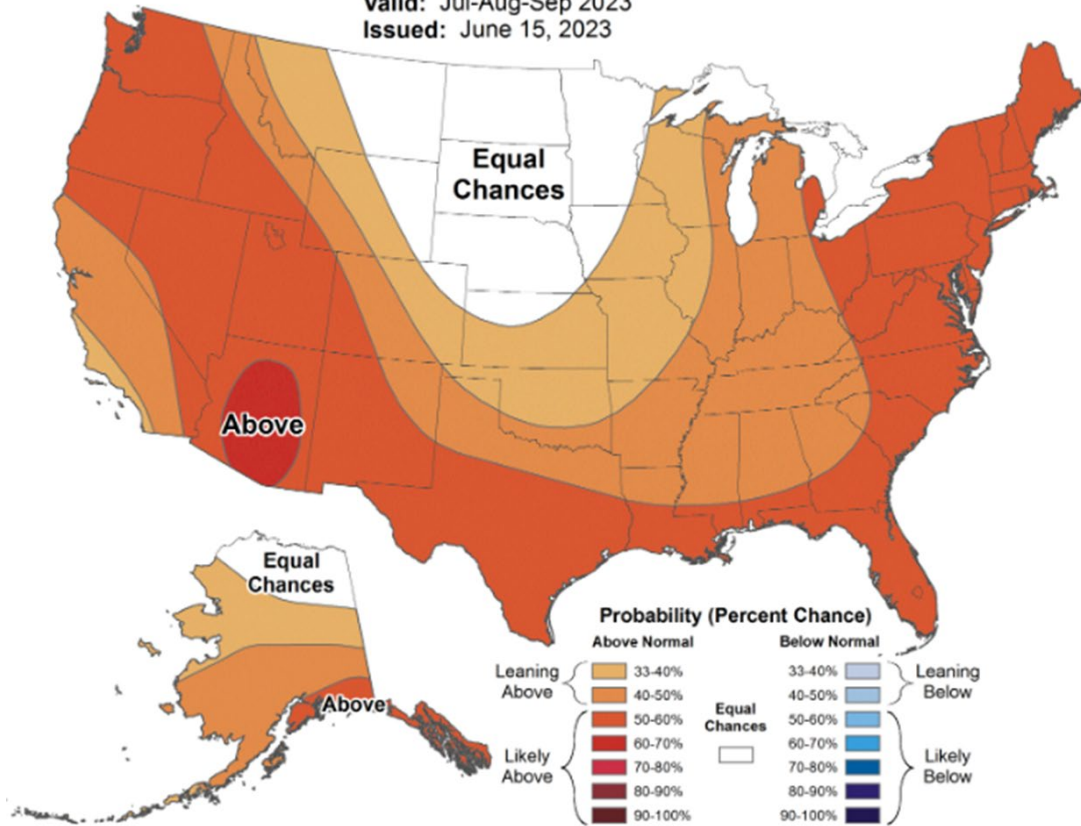 Valid: Jul-Aug-Sep 2023
Issued: June 15, 2023
Equal
Chances
Above
Equal
Chances
Above
Probability (Percent Chance)
Above Normal
Below Normal
Leaning
Above
33-40%
40-50%
50-60%
60-70%
70-80%
80-90%
90-100%
Likely
Above
Equal
Chances
33-40%
40-50%
50-60%
60-70%
70-80%
80-90%
90-100%
Leaning
Below
Likely
Below